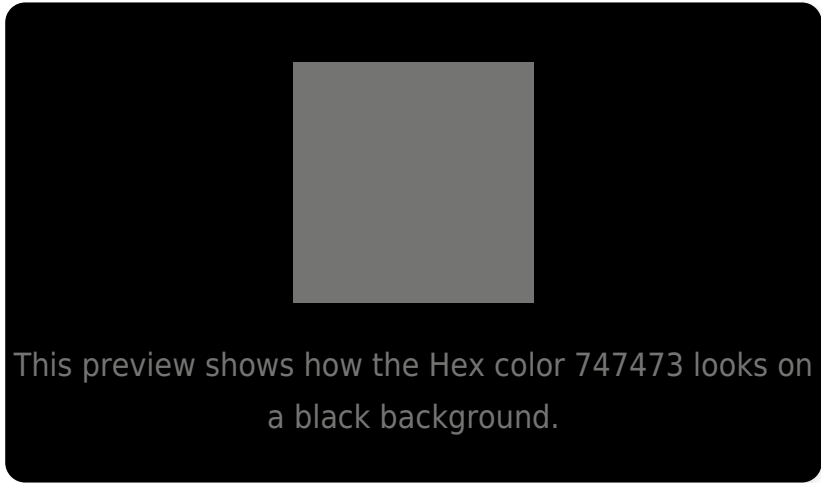 This preview shows how the Hex color 747473 looks on
a black background.